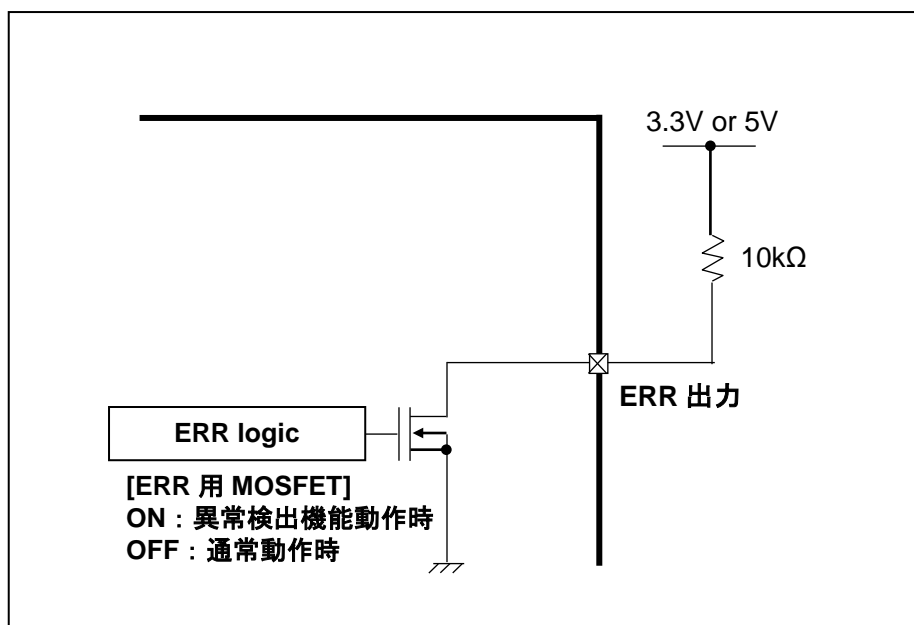 3.3V or 5V
10kΩ
ERR 出力
ERR logic
[ERR 用 MOSFET]
ON：異常検出機能動作時
OFF：通常動作時